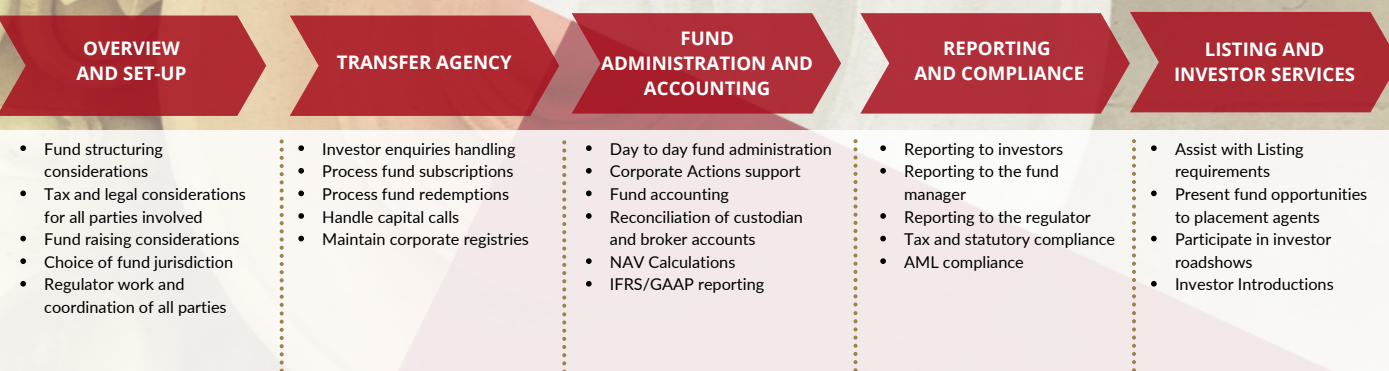 OVERVIEW
AND SET-UP
• Fund structuring
considerations
• Tax and legal considerations
for all parties involved
• Fund raising considerations
• Choice of fund jurisdiction
• Regulator work and
coordination of all parties
TRANSFER AGENCY
• Investor enquiries handling
• Process fund subscriptions
• Process fund redemptions
• Handle capital calls
• Maintain corporate registries
FUND
ADMINISTRATION AND
ACCOUNTING
• Day to day fund administration
• Corporate Actions support
• Fund accounting
• Reconciliation of custodian
and broker accounts
• NAV Calculations
• IFRS/GAAP reporting
REPORTING
AND COMPLIANCE
• Reporting to investors
• Reporting to the fund
manager
• Reporting to the regulator
• Tax and statutory compliance
• AML compliance
LISTING AND
INVESTOR SERVICES
• Assist with Listing
requirements
• Present fund opportunities
to placement agents
• Participate in investor
roadshows
• Investor Introductions